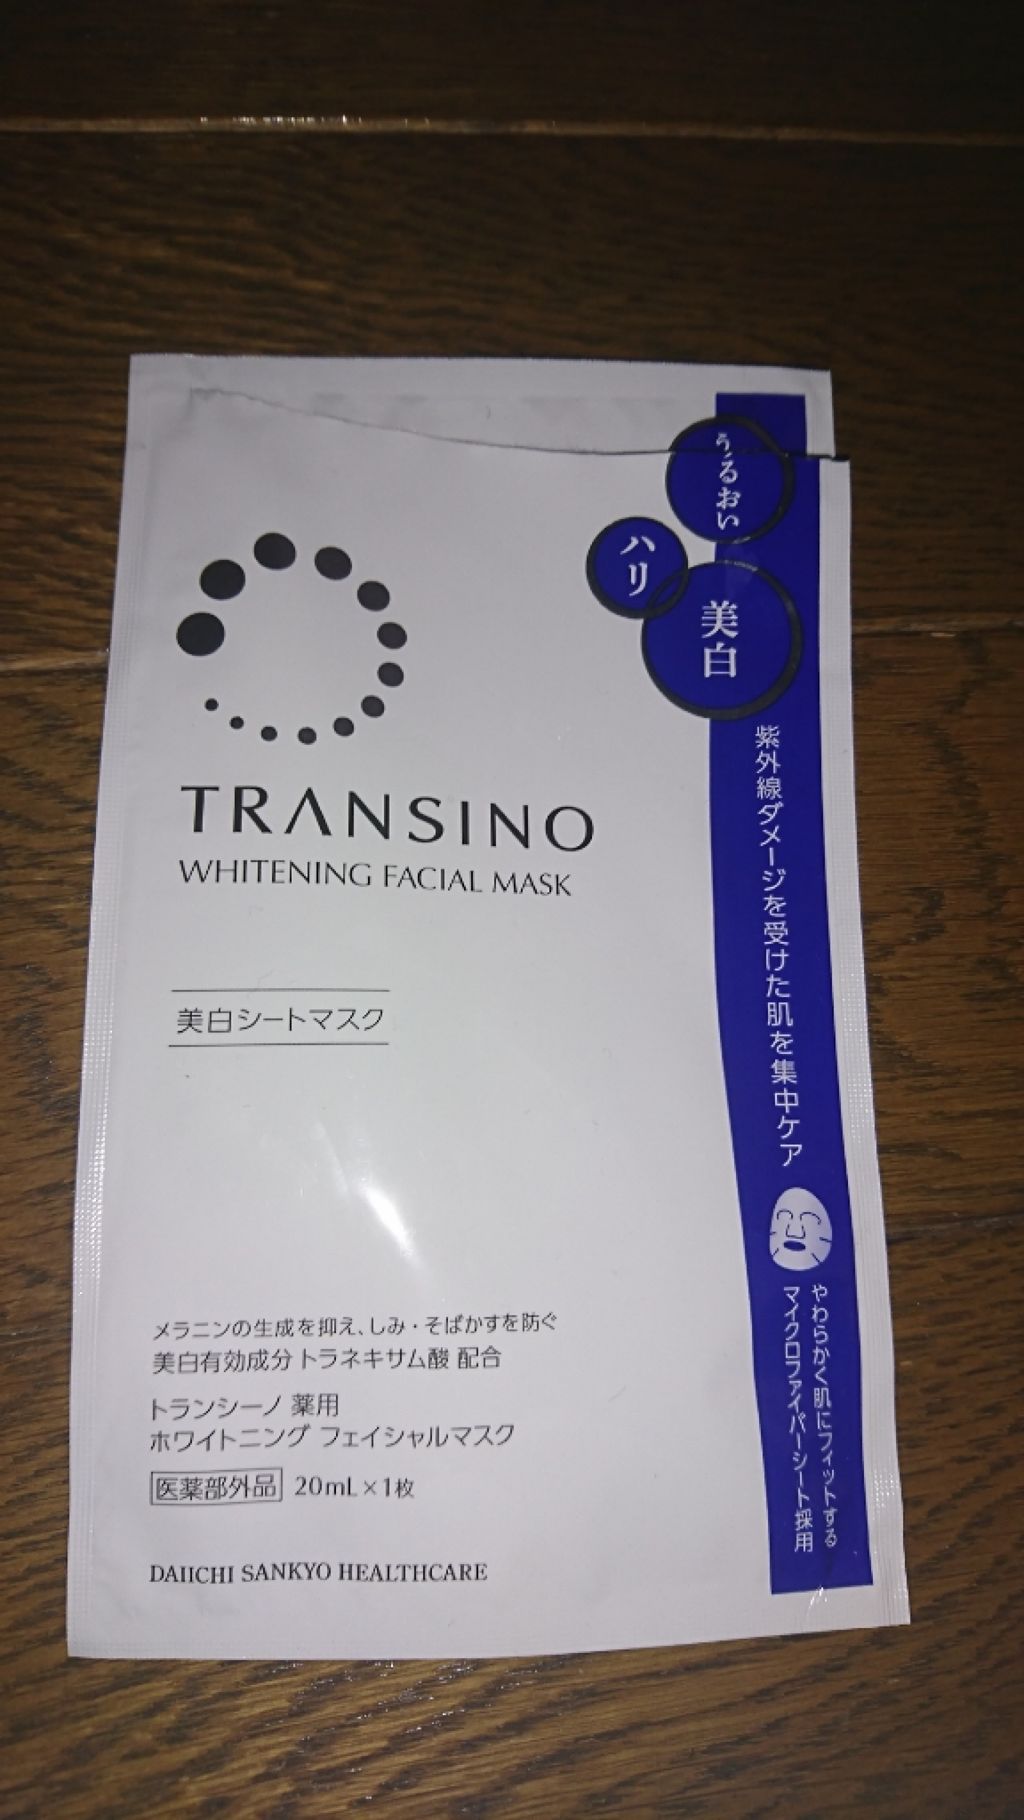 うるおい
ハリ
美白
TRANSINO
WHITENING FACIAL MASK
美白シートマスク
紫外線ダメージを受けた肌を集中ケア
やわらかく肌にフィットする
マイクロファイバーシート採用
メラニンの生成を抑え、しみ・そばかすを防ぐ
美白有効成分 トラネキサム酸 配合
トランシーノ 薬用
ホワイトニング フェイシャルマスク
医薬部外品 20mL×1枚
DAIICHI SANKYO HEALTHCARE